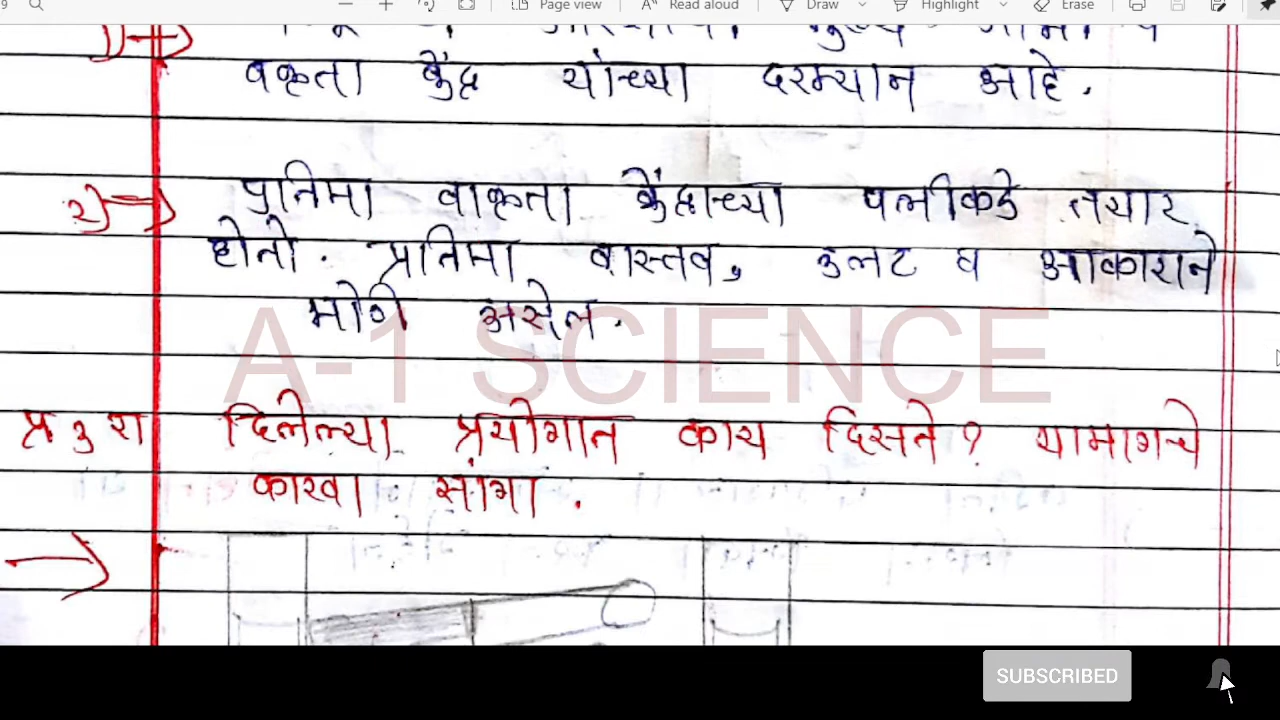 9 Page view Read aloud Draw Highlight Erase
वक्रता केंद्र यांच्या दरम्यान आहे.
२) प्रतिमा वाक्रता केंद्राच्या पलीकडे तयार
होतो. प्रतिमा वास्तव, उलट व आकाराने
मोठी असेल.
A-1 SCIENCE
प्र ३ रा दिलेल्या प्रयोगात काय दिसते? यामागचे
कारण सांगा.
SUBSCRIBED